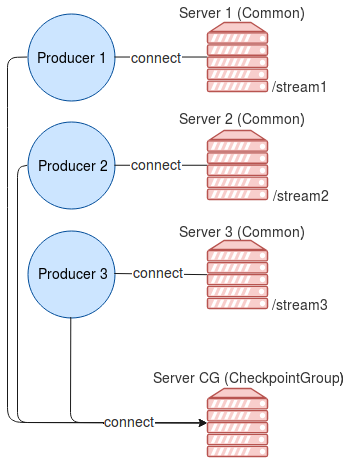 Server 1 (Common)
Producer 1
connect
/stream1
Server 2 (Common)
Producer 2
connect
/stream2
Server 3 (Common)
Producer 3
connect
/stream3
Server CG (CheckpointGroup)
connect